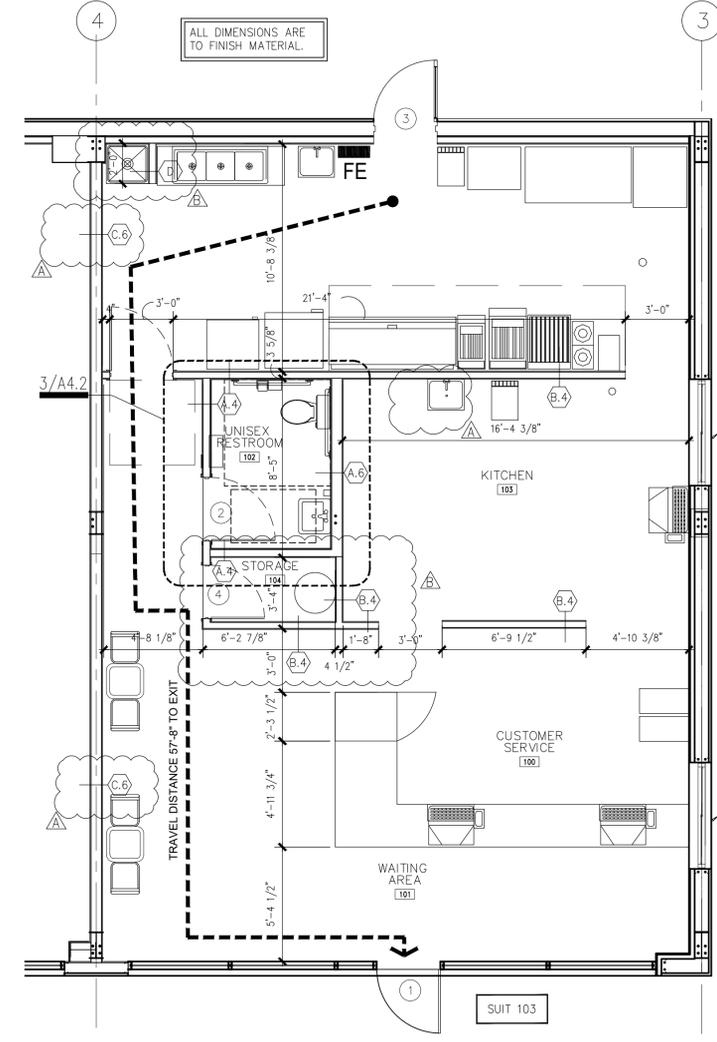 4
3
ALL DIMENSIONS ARE
TO FINISH MATERIAL.
3
FE
D
B
C.6
A
10'-8 3/8"
3'-0"
4"
21'-4"
3'-0"
3 5/8"
3/A4.2
A.4
B.4
A
UNISEX
RESTROOM
102
16'-4 3/8"
8'-5"
A.6
KITCHEN
103
2
STORAGE
104
A.4
4
3'-4"
B
B.4
B.4
4'-8 1/8"
6'-2 7/8"
1'-8"
3'-0"
6'-9 1/2"
4'-10 3/8"
B.4
4 1/2"
3'-0"
2'-3 1/2"
TRAVEL DISTANCE 57'-8" TO EXIT
CUSTOMER
SERVICE
100
C.6
A
4'-11 3/4"
WAITING
AREA
101
5'-4 1/2"
1
SUIT 103